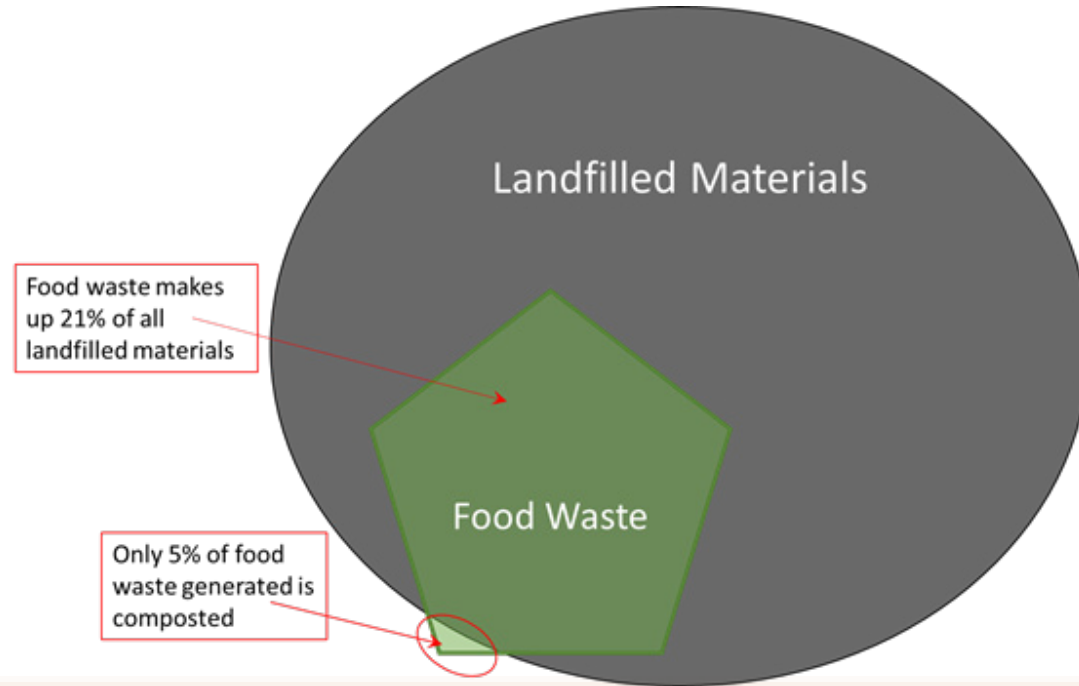 Landfilled Materials
Food waste makes
up 21% of all
landfilled materials
Food Waste
Only 5% of food
waste generated is
composted